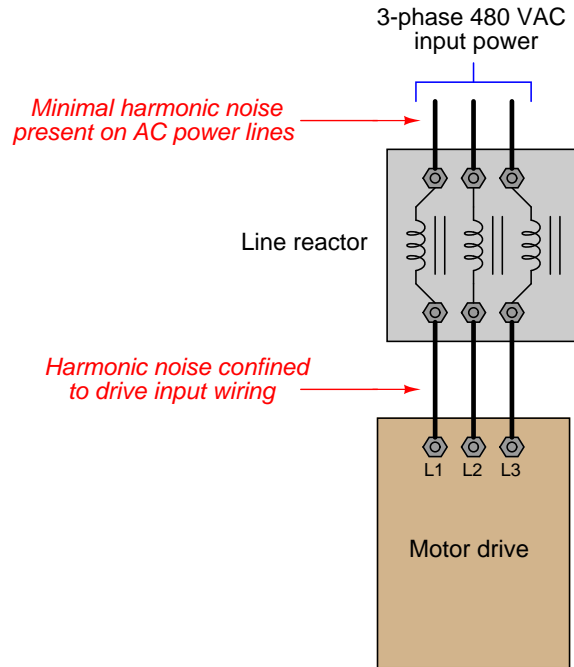 3-phase 480 VAC
input power
Minimal harmonic noise
present on AC power lines
Line reactor
Harmonic noise confined
to drive input wiring
L1 L2 L3
Motor drive